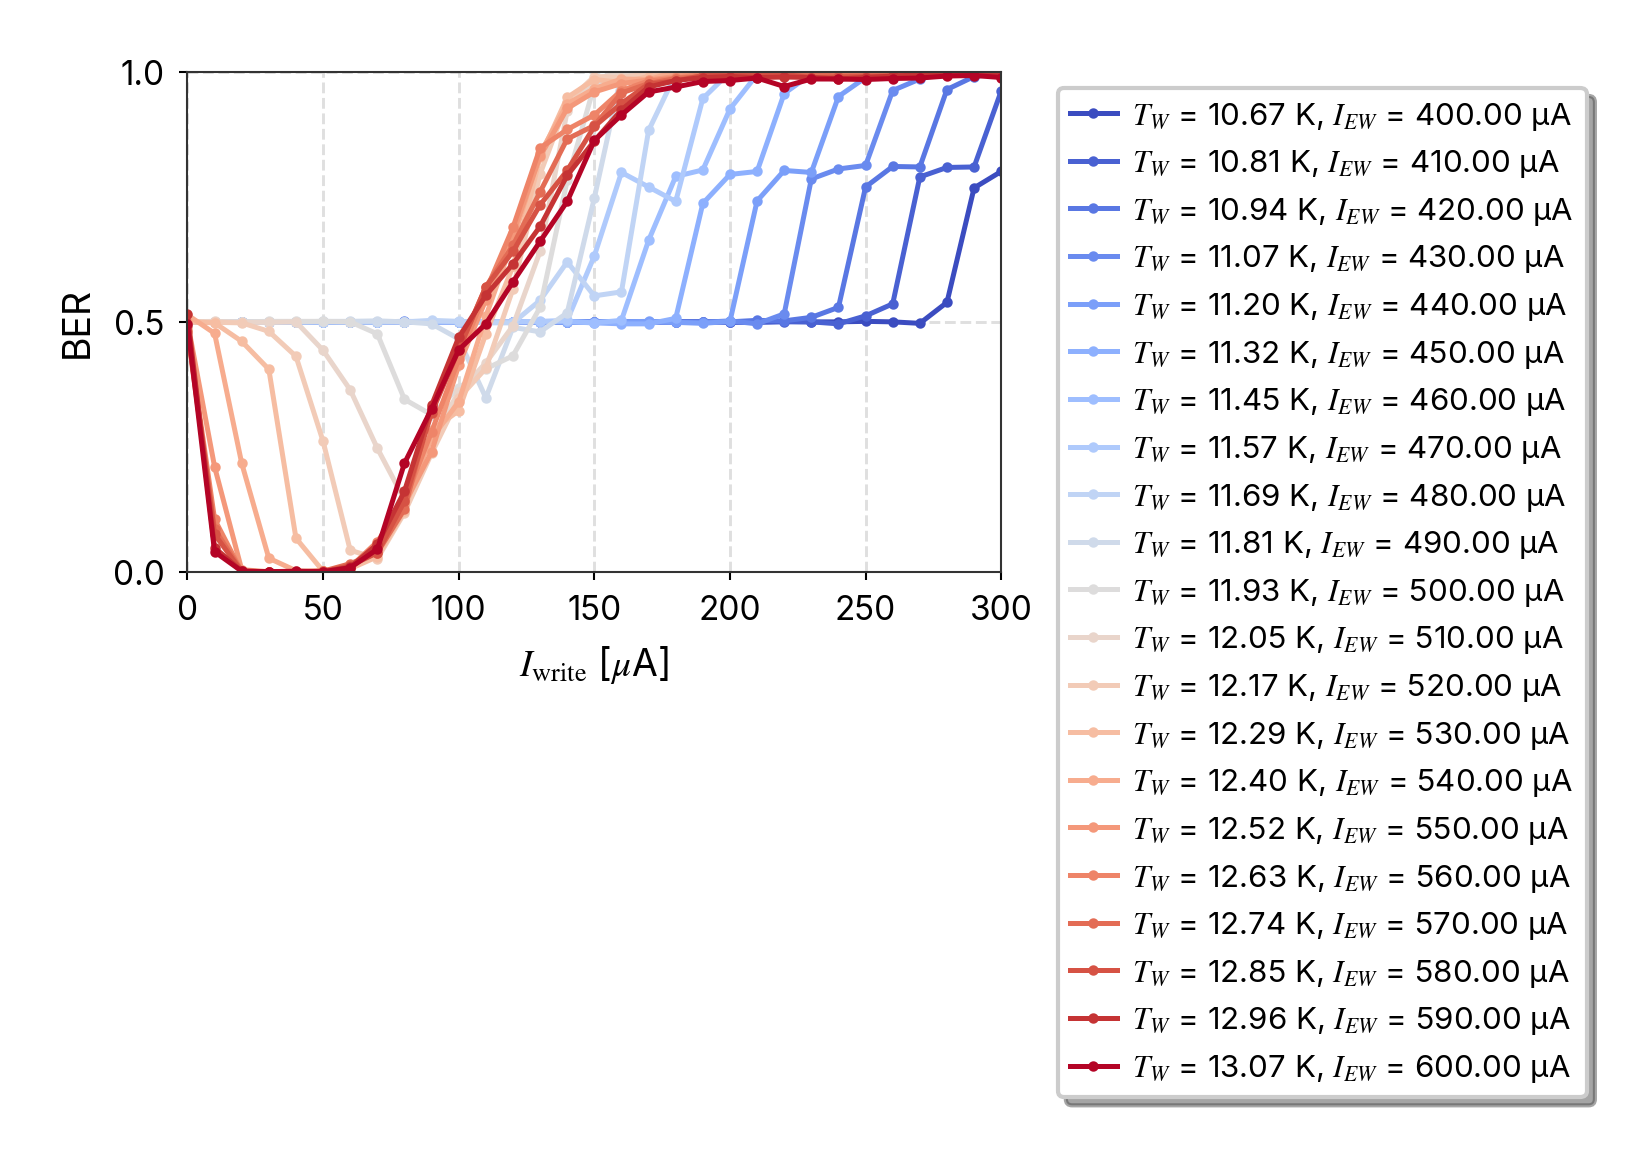 1.0
0.5
0.0
BER
0 50 100 150 200 250 300
I_write [μA]
T_W = 10.67 K, I_EW = 400.00 µA
T_W = 10.81 K, I_EW = 410.00 µA
T_W = 10.94 K, I_EW = 420.00 µA
T_W = 11.07 K, I_EW = 430.00 µA
T_W = 11.20 K, I_EW = 440.00 µA
T_W = 11.32 K, I_EW = 450.00 µA
T_W = 11.45 K, I_EW = 460.00 µA
T_W = 11.57 K, I_EW = 470.00 µA
T_W = 11.69 K, I_EW = 480.00 µA
T_W = 11.81 K, I_EW = 490.00 µA
T_W = 11.93 K, I_EW = 500.00 µA
T_W = 12.05 K, I_EW = 510.00 µA
T_W = 12.17 K, I_EW = 520.00 µA
T_W = 12.29 K, I_EW = 530.00 µA
T_W = 12.40 K, I_EW = 540.00 µA
T_W = 12.52 K, I_EW = 550.00 µA
T_W = 12.63 K, I_EW = 560.00 µA
T_W = 12.74 K, I_EW = 570.00 µA
T_W = 12.85 K, I_EW = 580.00 µA
T_W = 12.96 K, I_EW = 590.00 µA
T_W = 13.07 K, I_EW = 600.00 µA